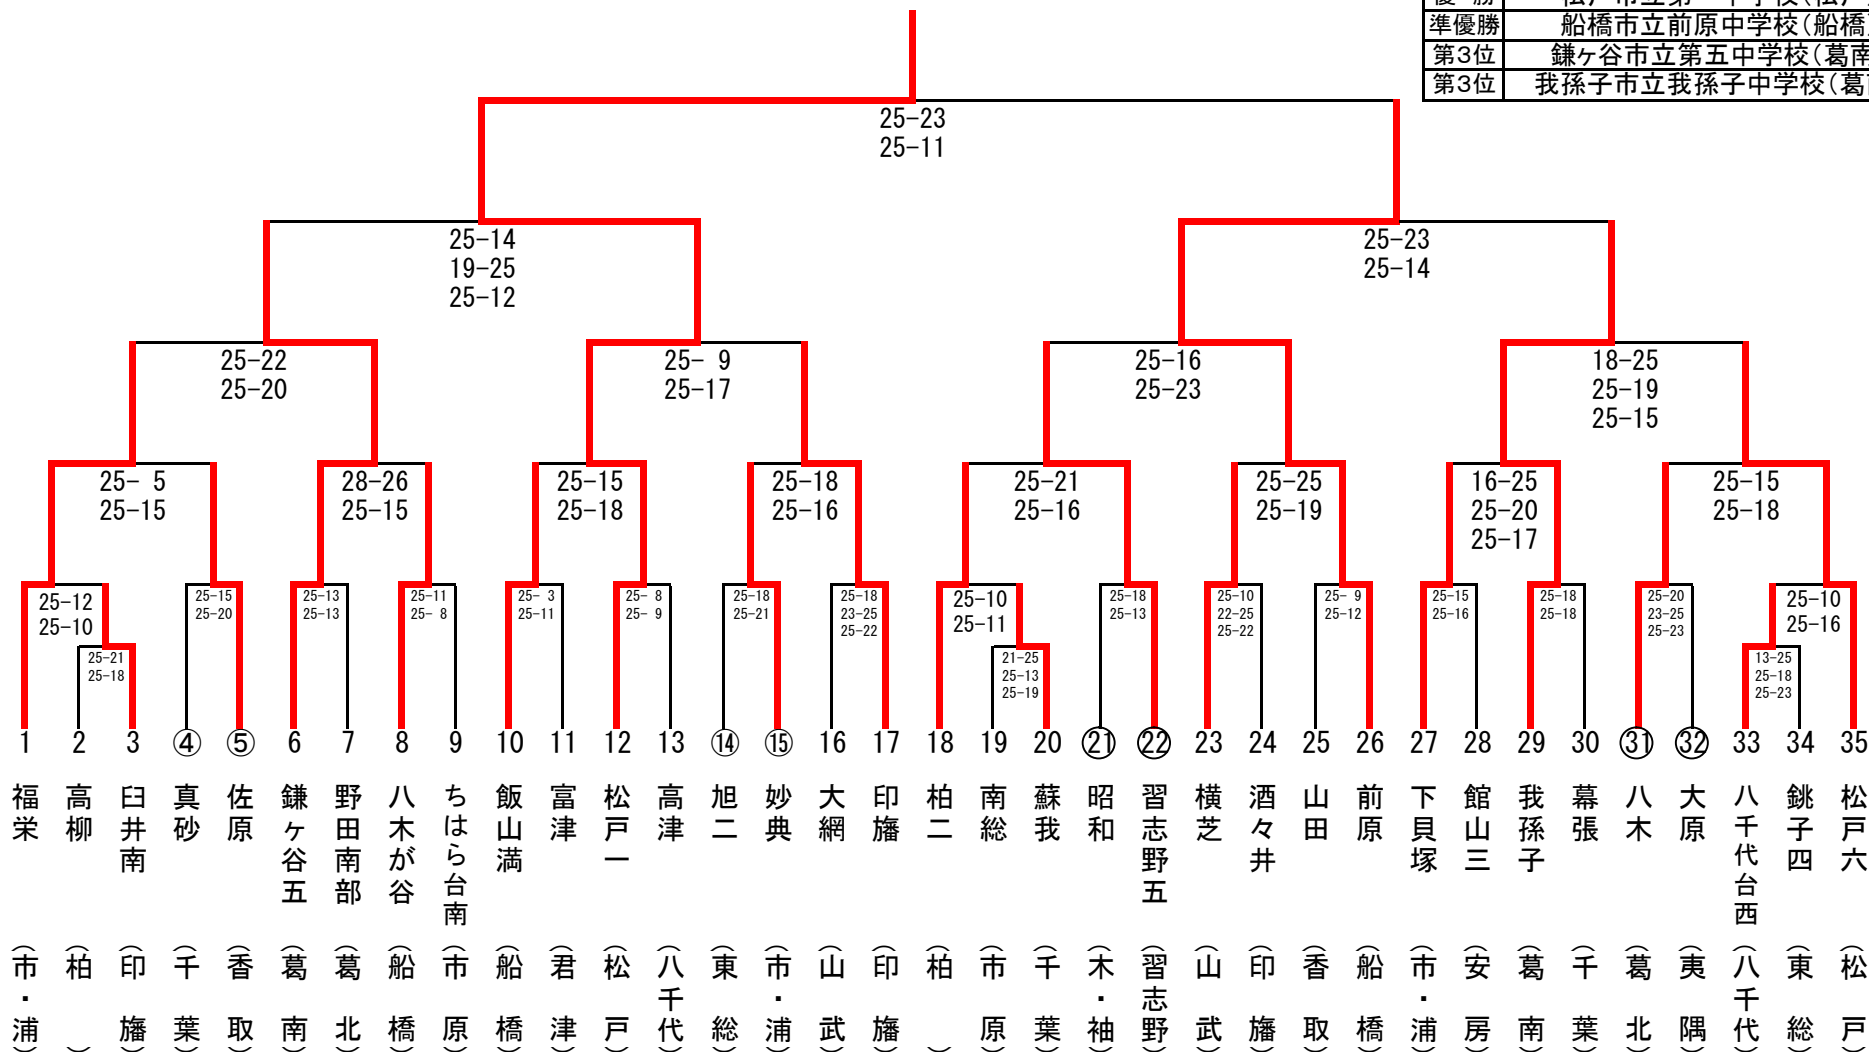 準優勝 船橋市立前原中学校(船橋
第3位 鎌ヶ谷市立第五中学校(葛南
第3位 我孫子市立我孫子中学校(葛
25-23
25-11
25-14
19-25
25-12
25-23
25-14
25-22
25-20
25- 9
25-17
25-16
25-23
18-25
25-19
25-15
25- 5
25-15
28-26
25-15
25-15
25-18
25-18
25-16
25-21
25-16
25-25
25-19
16-25
25-20
25-17
25-15
25-18
25-12
25-10
25-15
25-20
25-13
25-13
25-11
25- 8
25- 3
25-11
25- 8
25- 9
25-18
25-21
25-18
23-25
25-22
25-10
25-11
25-18
25-13
25-10
22-25
25-22
25- 9
25-12
25-15
25-16
25-18
25-18
25-20
23-25
25-23
25-10
25-16
25-21
25-18
21-25
25-13
25-19
13-25
25-18
25-23
1 福栄 (市・浦)
2 高柳 (柏)
3 臼井南 (印旛)
④ 真砂 (千葉)
⑤ 佐原 (香取)
6 鎌ヶ谷五 (葛南)
7 野田南部 (葛北)
8 八木が谷 (船橋)
9 ちはら台南 (市原)
10 飯山満 (船橋)
11 富津 (君津)
12 松戸一 (松戸)
13 高津 (八千代)
⑭ 旭二 (東総)
⑮ 妙典 (市・浦)
16 大網 (山武)
17 印旛 (印旛)
18 柏二 (柏)
19 南総 (市原)
20 蘇我 (千葉)
㉑ 昭和 (木・袖)
㉒ 習志野五 (習志野)
23 横芝 (山武)
24 酒々井 (印旛)
25 山田 (香取)
26 前原 (船橋)
27 下貝塚 (市・浦)
28 館山三 (安房)
29 我孫子 (葛南)
30 幕張 (千葉)
㉛ 八木 (葛北)
㉜ 大原 (夷隅)
33 八千代台西 (八千代)
34 銚子四 (東総)
35 松戸六 (松戸)